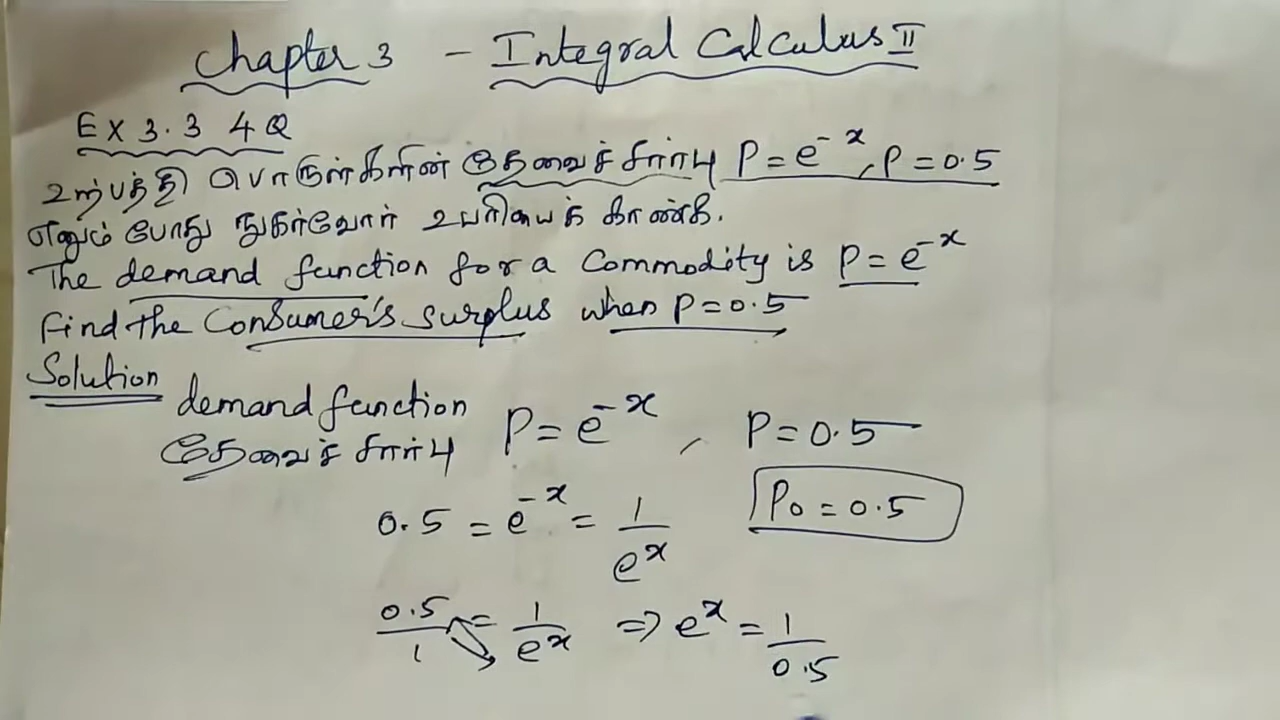 Chapter 3 - Integral Calculus II
Ex 3.3 4Q
உற்பத்தி பொருள்களின் தேவைச் சார்பு P = e^-x, P = 0.5
எனும் போது நுகர்வோர் உபரியைக் காண்க.
The demand function for a Commodity is P = e^-x
Find the Consumer's surplus when P = 0.5
Solution
demand function
தேவைச் சார்பு P = e^-x , P = 0.5
P0 = 0.5
0.5 = e^-x = 1/e^x
0.5/1 = 1/e^x => e^x = 1/0.5